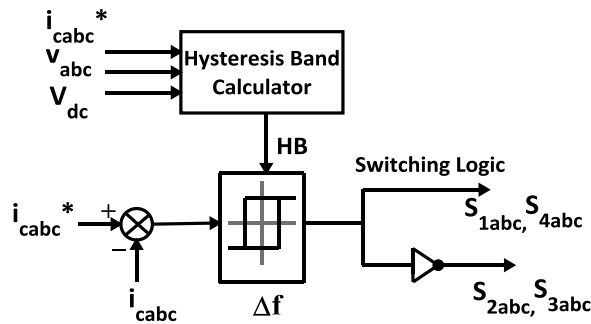 i_cabc*
v_abc
V_dc
Hysteresis Band
Calculator
HB
Switching Logic
i_cabc*
+
−
i_cabc
Δf
S_1abc, S_4abc
S_2abc, S_3abc